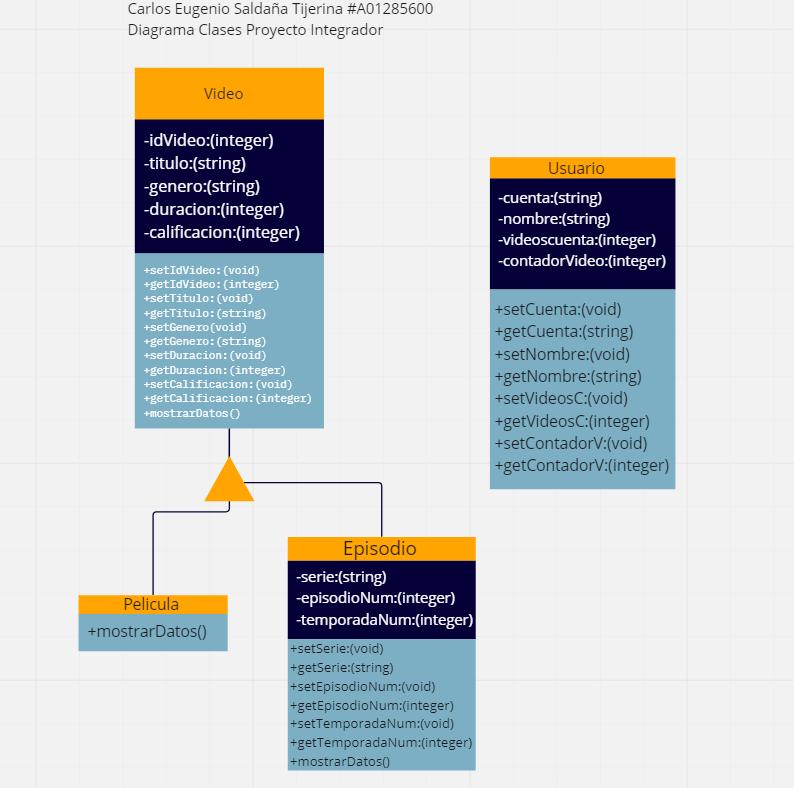 Carlos Eugenio Saldaña Tijerina #A01285600
Diagrama Clases Proyecto Integrador
Video
-idVideo:(integer)
-titulo:(string)
-genero:(string)
-duracion:(integer)
-calificacion:(integer)
+setIdVideo:(void)
+getIdVideo:(integer)
+setTitulo:(void)
+getTitulo:(string)
+setGenero(void)
+getGenero:(string)
+setDuracion:(void)
+getDuracion:(integer)
+setCalificacion:(void)
+getCalificacion:(integer)
+mostrarDatos()
Usuario
-cuenta:(string)
-nombre:(string)
-videoscuenta:(integer)
-contadorVideo:(integer)
+setCuenta:(void)
+getCuenta:(string)
+setNombre:(void)
+getNombre:(string)
+setVideosC:(void)
+getVideosC:(integer)
+setContadorV:(void)
+getContadorV:(integer)
Pelicula
+mostrarDatos()
Episodio
-serie:(string)
-episodioNum:(integer)
-temporadaNum:(integer)
+setSerie:(void)
+getSerie:(string)
+setEpisodioNum:(void)
+getEpisodioNum:(integer)
+setTemporadaNum:(void)
+getTemporadaNum:(integer)
+mostrarDatos()